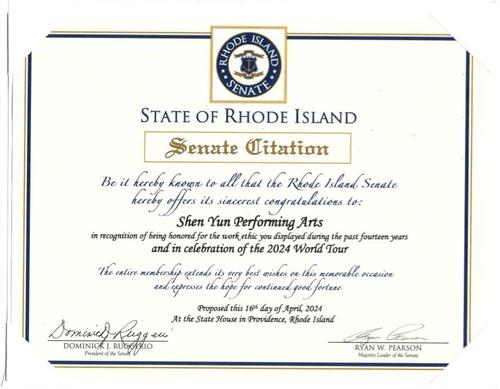 RHODE ISLAND
SENATE
STATE OF RHODE ISLAND
Senate Citation
Be it hereby known to all that the Rhode Island Senate
hereby offers its sincerest congratulations to:
Shen Yun Performing Arts
in recognition of being honored for the work ethic you displayed during the past fourteen years
and in celebration of the 2024 World Tour
The entire membership extends its very best wishes on this memorable occasion
and expresses the hope for continued good fortune
Proposed this 16th day of April, 2024
At the State House in Providence, Rhode Island
Dominick J. Ruggerio
DOMINICK J. RUGGERIO
President of the Senate
Ryan Pearson
RYAN W. PEARSON
Majority Leader of the Senate